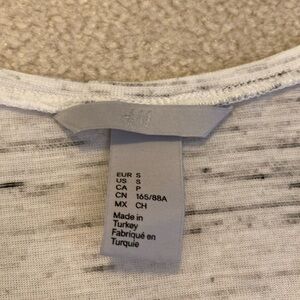 H&M
EUR S
US S
CA P
CN 165/88A
MX CH
Made in
Turkey
Fabriqué en
Turquie